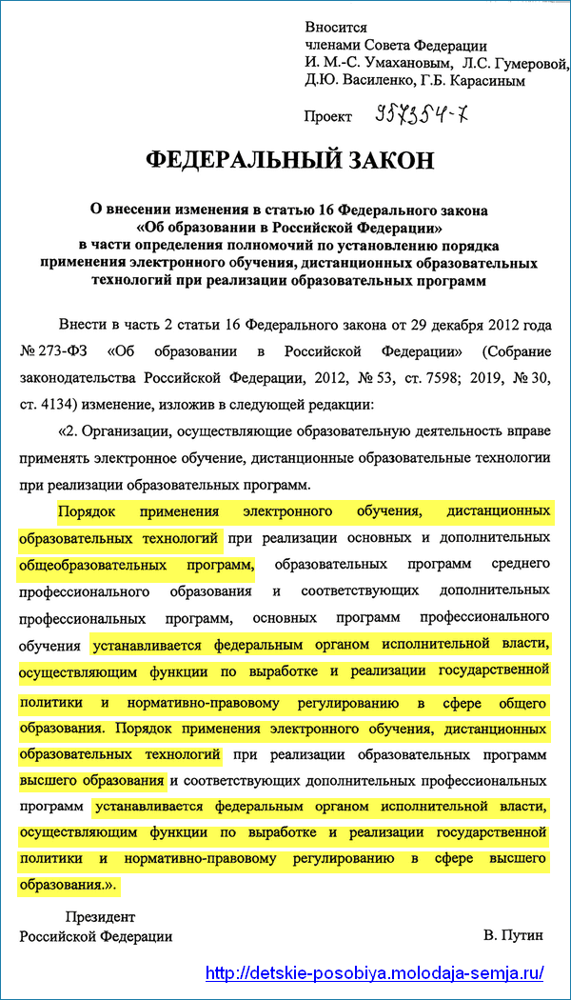 Вносится
членами Совета Федерации
И. М.-С. Умахановым, Л.С. Гумеровой,
Д.Ю. Василенко, Г.Б. Карасиным
Проект 957354-7
ФЕДЕРАЛЬНЫЙ ЗАКОН
О внесении изменения в статью 16 Федерального закона
«Об образовании в Российской Федерации»
в части определения полномочий по установлению порядка
применения электронного обучения, дистанционных образовательных
технологий при реализации образовательных программ
Внести в часть 2 статьи 16 Федерального закона от 29 декабря 2012 года
№ 273-ФЗ «Об образовании в Российской Федерации» (Собрание
законодательства Российской Федерации, 2012, № 53, ст. 7598; 2019, № 30,
ст. 4134) изменение, изложив в следующей редакции:
«2. Организации, осуществляющие образовательную деятельность вправе
применять электронное обучение, дистанционные образовательные технологии
при реализации образовательных программ.
Порядок применения электронного обучения, дистанционных
образовательных технологий при реализации основных и дополнительных
общеобразовательных программ, образовательных программ среднего
профессионального образования и соответствующих дополнительных
профессиональных программ, основных программ профессионального
обучения устанавливается федеральным органом исполнительной власти,
осуществляющим функции по выработке и реализации государственной
политики и нормативно-правовому регулированию в сфере общего
образования. Порядок применения электронного обучения, дистанционных
образовательных технологий при реализации образовательных программ
высшего образования и соответствующих дополнительных профессиональных
программ устанавливается федеральным органом исполнительной власти,
осуществляющим функции по выработке и реализации государственной
политики и нормативно-правовому регулированию в сфере высшего
образования.».
Президент
Российской Федерации
В. Путин
http://detskie-posobiya.molodaja-semja.ru/